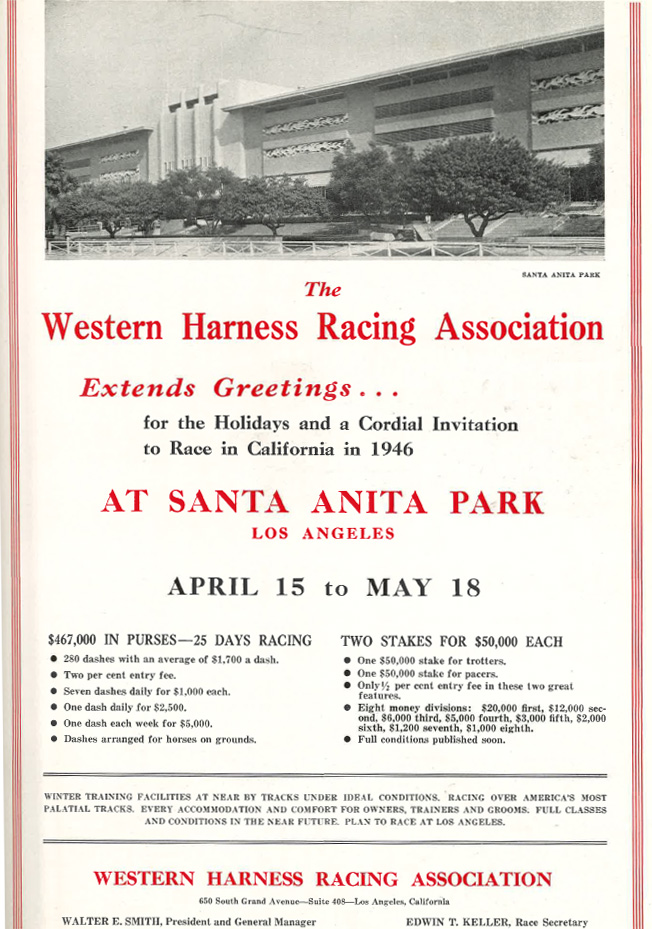 SANTA ANITA PARK
The
Western Harness Racing Association
Extends Greetings...
for the Holidays and a Cordial Invitation
to Race in California in 1946
AT SANTA ANITA PARK
LOS ANGELES
APRIL 15 to MAY 18
$467,000 IN PURSES—25 DAYS RACING
● 280 dashes with an average of $1,700 a dash.
● Two per cent entry fee.
● Seven dashes daily for $1,000 each.
● One dash daily for $2,500.
● One dash each week for $5,000.
● Dashes arranged for horses on grounds.
TWO STAKES FOR $50,000 EACH
● One $50,000 stake for trotters.
● One $50,000 stake for pacers.
● Only ½ per cent entry fee in these two great
features.
● Eight money divisions: $20,000 first, $12,000 sec-
ond, $6,000 third, $5,000 fourth, $3,000 fifth, $2,000
sixth, $1,200 seventh, $1,000 eighth.
● Full conditions published soon.
WINTER TRAINING FACILITIES AT NEAR BY TRACKS UNDER IDEAL CONDITIONS. RACING OVER AMERICA'S MOST
PALATIAL TRACKS. EVERY ACCOMMODATION AND COMFORT FOR OWNERS, TRAINERS AND GROOMS. FULL CLASSES
AND CONDITIONS IN THE NEAR FUTURE. PLAN TO RACE AT LOS ANGELES.
WESTERN HARNESS RACING ASSOCIATION
650 South Grand Avenue—Suite 408—Los Angeles, California
WALTER E. SMITH, President and General Manager
EDWIN T. KELLER, Race Secretary